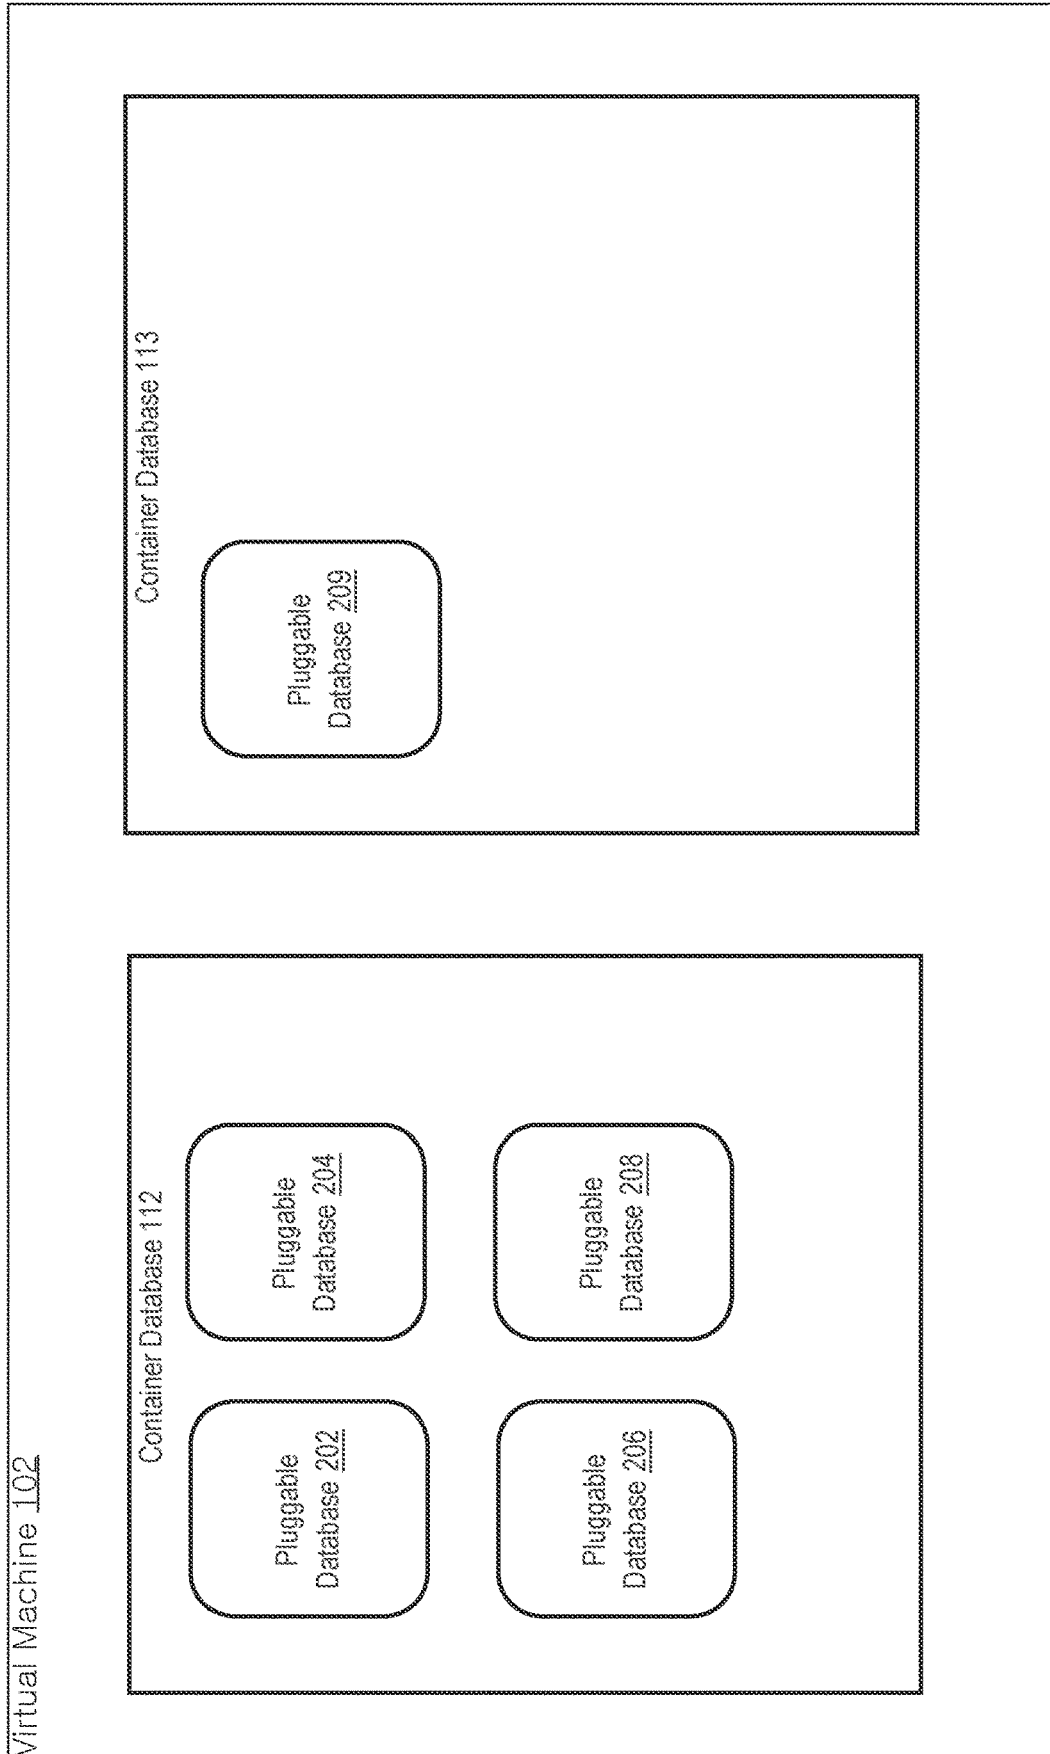 Virtual Machine 102
Container Database 112
Pluggable
Database 202
Pluggable
Database 204
Pluggable
Database 206
Pluggable
Database 208
Container Database 113
Pluggable
Database 209